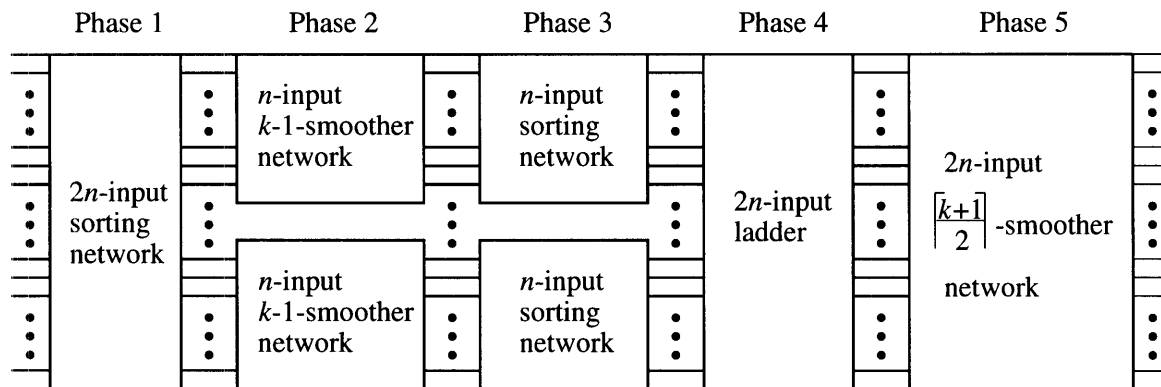 Phase 1
Phase 2
Phase 3
Phase 4
Phase 5
2n-input
sorting
network
n-input
k-1-smoother
network
n-input
k-1-smoother
network
n-input
sorting
network
n-input
sorting
network
2n-input
ladder
2n-input
⌈k+1/2⌉-smoother
network